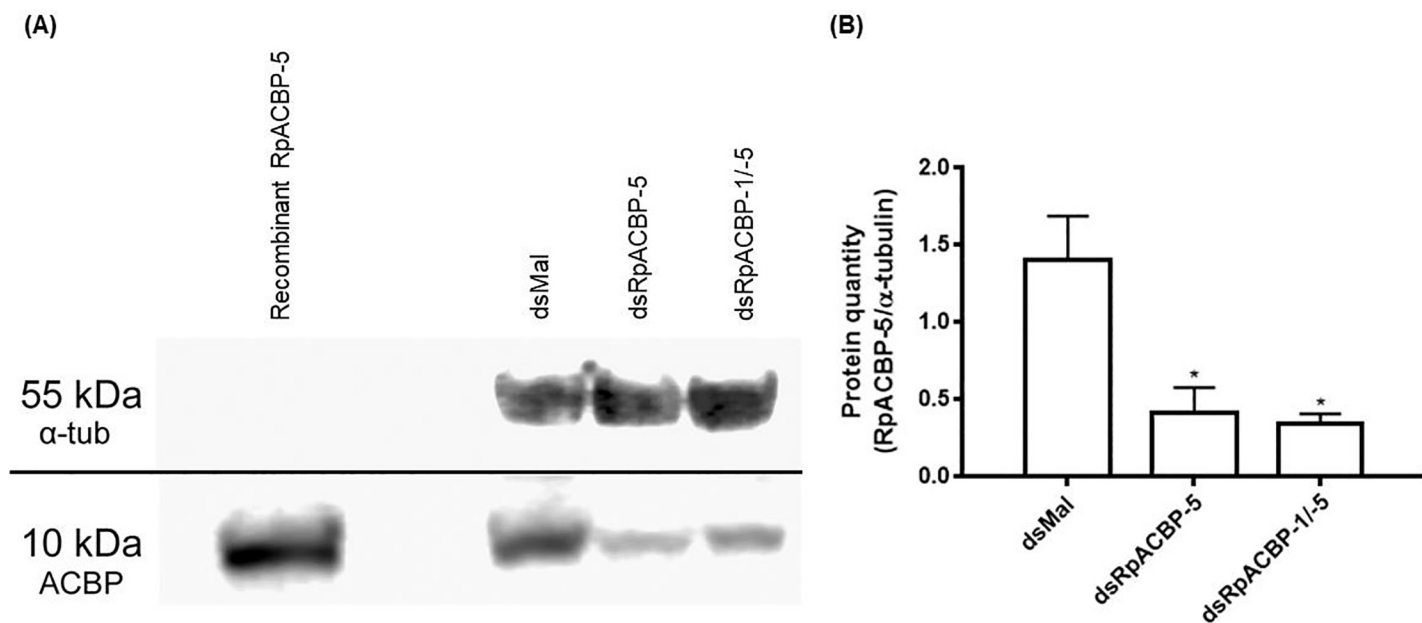 (A)
Recombinant RpACBP-5
dsMal
dsRpACBP-5
dsRpACBP-1/-5
55 kDa
α-tub
10 kDa
ACBP
(B)
Protein quantity
(RpACBP-5/α-tubulin)
2.0
1.5
1.0
0.5
0.0
*
*
dsMal
dsRpACBP-5
dsRpACBP-1/-5